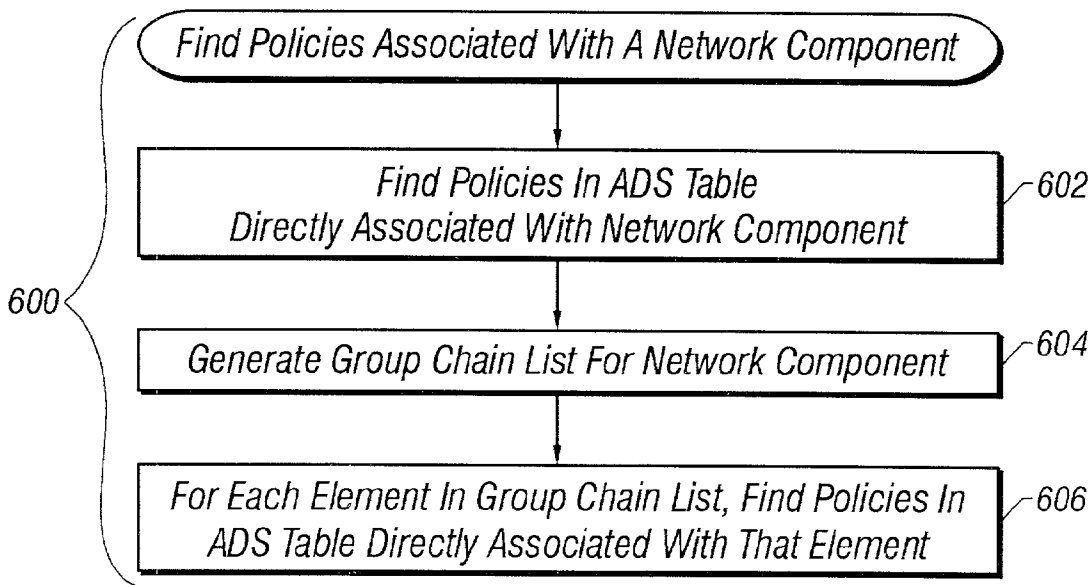 Find Policies Associated With A Network Component
Find Policies In ADS Table
Directly Associated With Network Component
602
600
Generate Group Chain List For Network Component
604
For Each Element In Group Chain List, Find Policies In
ADS Table Directly Associated With That Element
606